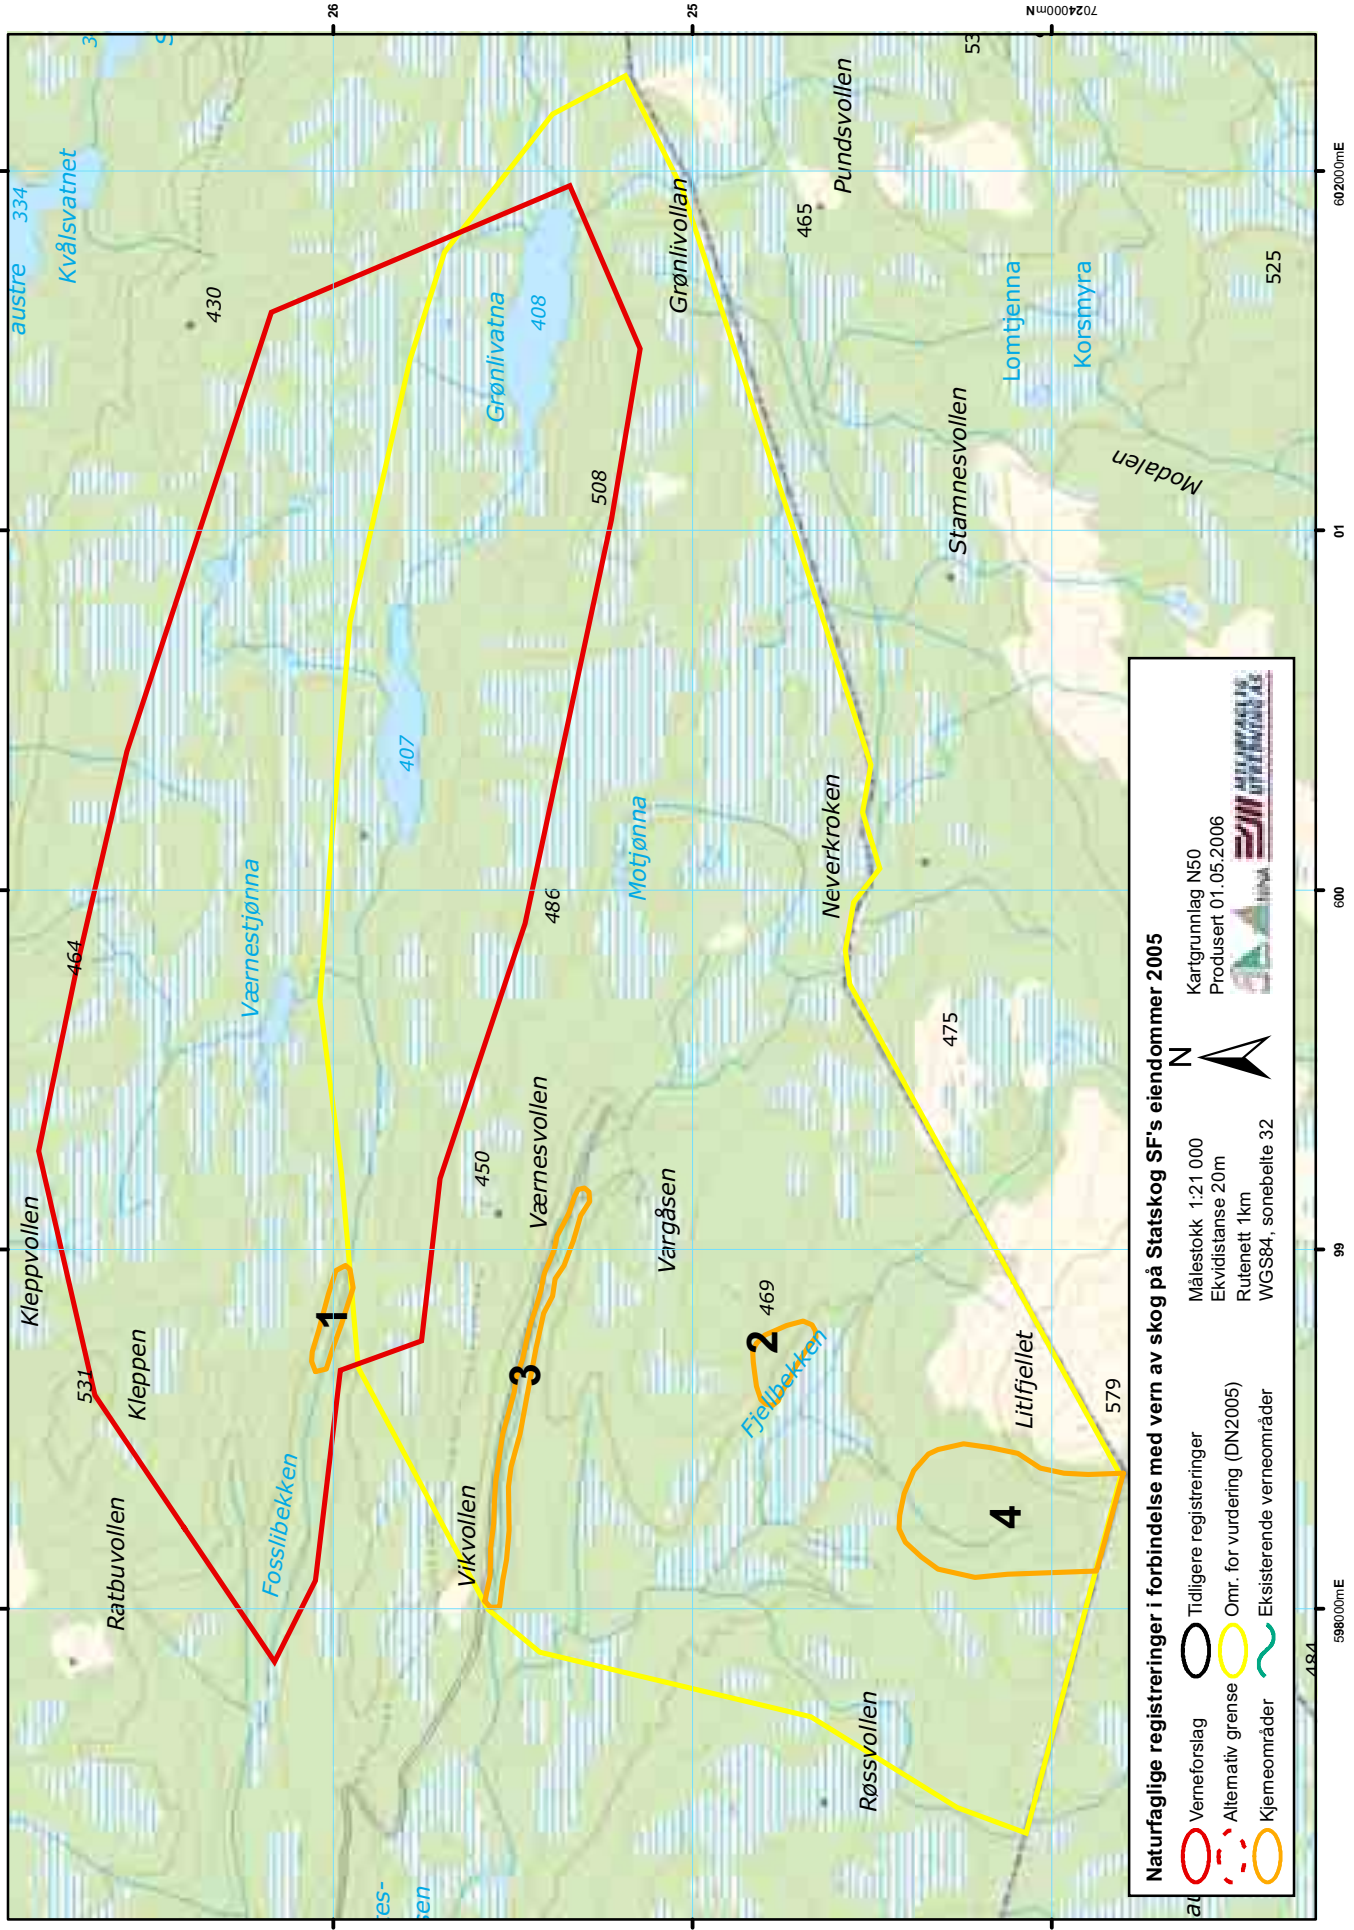 Kleppvollen
464
531
Kleppen
Ratbuvollen
Fosslibekken
Værnestjønna
430
austre
334
Kvålsvatnet
26
25
7024000mN
Grønlivatna
408
407
508
486
450
Motjønna
Værnesvollen
Vargåsen
Vikvollen
1
2
3
4
469
Fjellbekken
Litlfjellet
579
Røssvollen
Neverkroken
475
Grønlivollan
465
Pundsvollen
53
Lomtjenna
Korsmyra
525
Stamnesvollen
Modalen
es-
sen
484
598000mE
99
600
01
602000mE
Naturfaglige registreringer i forbindelse med vern av skog på Statskog SF's eiendommer 2005
Verneforslag
Alternativ grense
Kjerneområder
Tidligere registreringer
Omr. for vurdering (DN2005)
Eksisterende verneområder
Målestokk 1:21 000
Ekvidistanse 20m
Rutenett 1km
WGS84, sonebelte 32
N
Kartgrunnlag N50
Produsert 01.05.2006
NINA